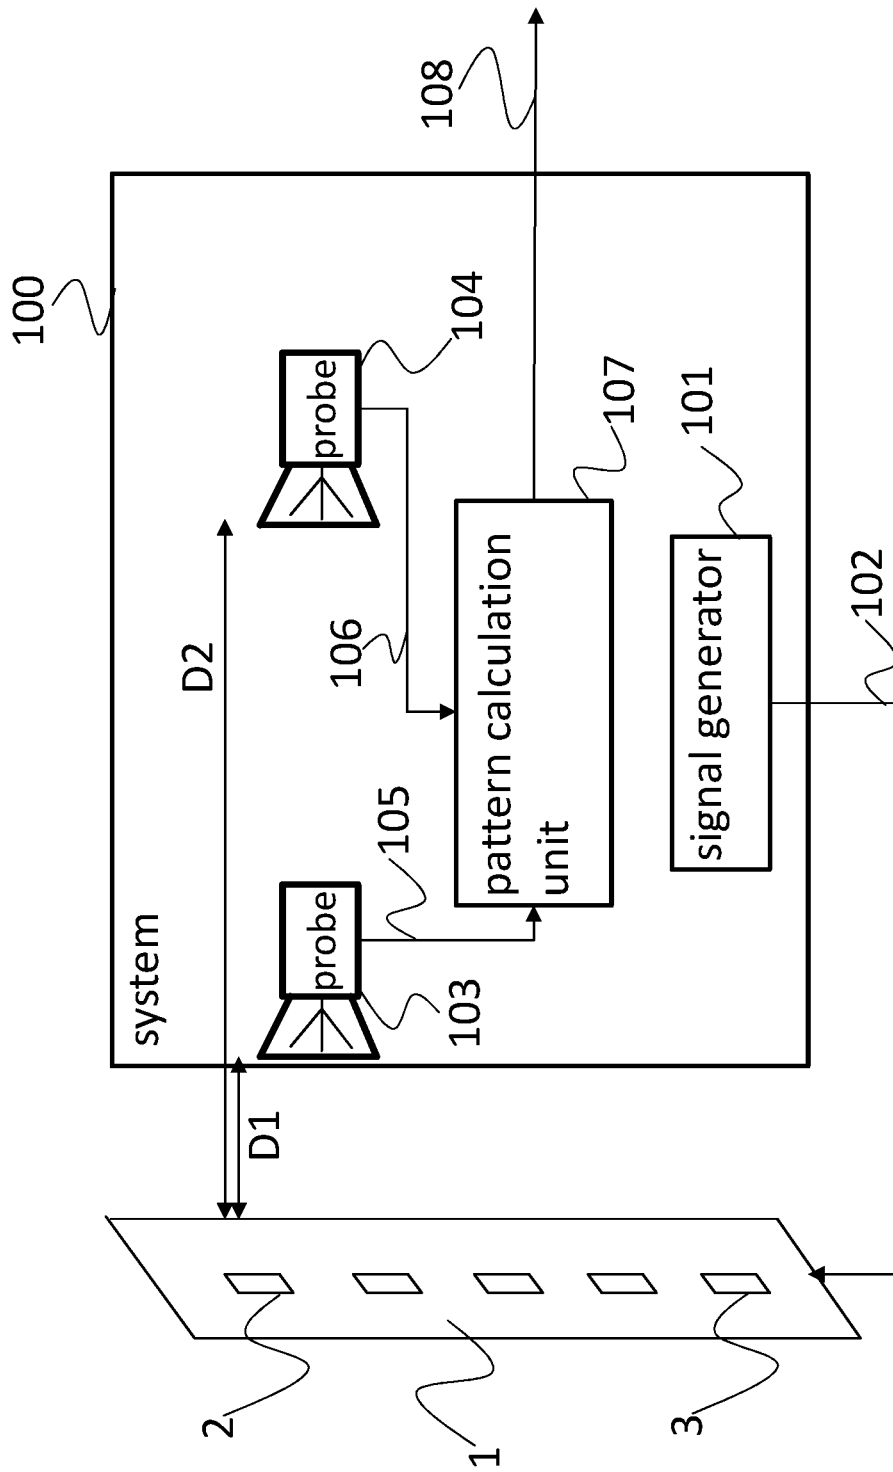 100
system
D2
D1
probe
103
probe
104
105
106
pattern calculation
unit
107
108
signal generator
101
102
2
1
3